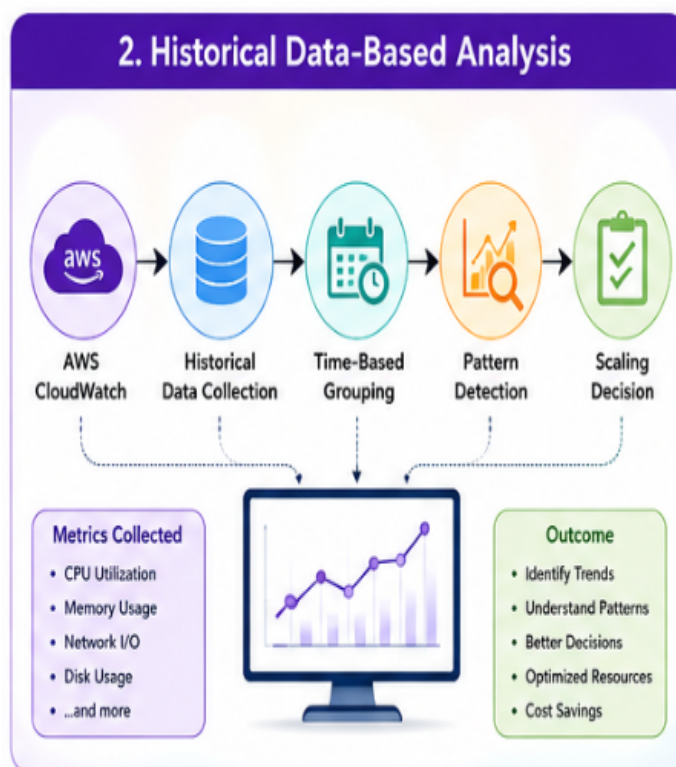 2. Historical Data-Based Analysis
aws
AWS
CloudWatch
Historical
Data Collection
Time-Based
Grouping
Pattern
Detection
Scaling
Decision
Metrics Collected
• CPU Utilization
• Memory Usage
• Network I/O
• Disk Usage
• ...and more
Outcome
• Identify Trends
• Understand Patterns
• Better Decisions
• Optimized Resources
• Cost Savings